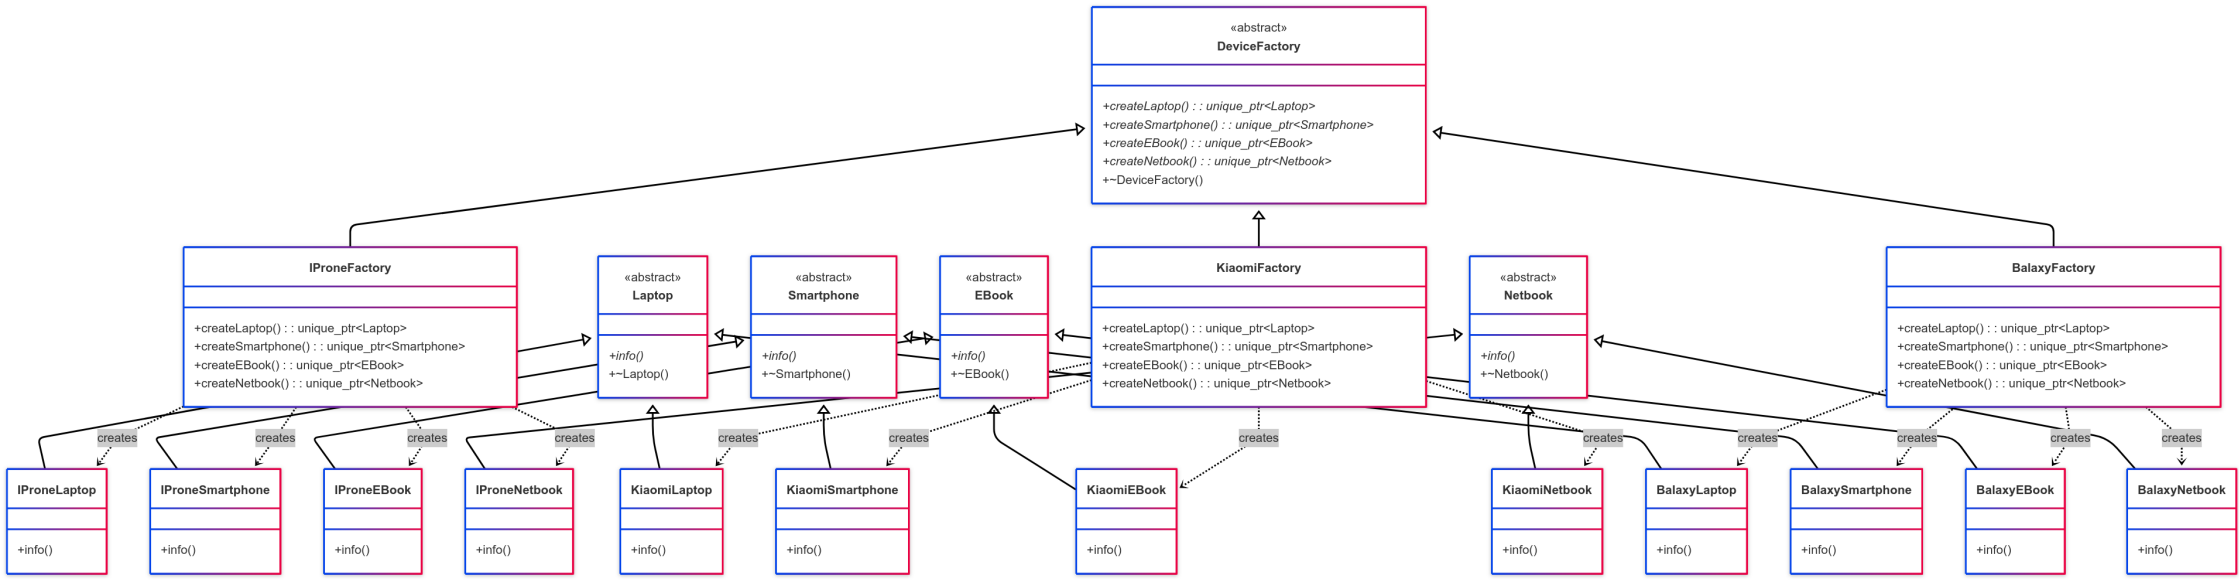 «abstract»
DeviceFactory
+createLaptop() : : unique_ptr<Laptop>
+createSmartphone() : : unique_ptr<Smartphone>
+createEBook() : : unique_ptr<EBook>
+createNetbook() : : unique_ptr<Netbook>
+~DeviceFactory()
IProneFactory
+createLaptop() : : unique_ptr<Laptop>
+createSmartphone() : : unique_ptr<Smartphone>
+createEBook() : : unique_ptr<EBook>
+createNetbook() : : unique_ptr<Netbook>
«abstract»
Laptop
+info()
+~Laptop()
«abstract»
Smartphone
+info()
+~Smartphone()
«abstract»
EBook
+info()
+~EBook()
KiaomiFactory
+createLaptop() : : unique_ptr<Laptop>
+createSmartphone() : : unique_ptr<Smartphone>
+createEBook() : : unique_ptr<EBook>
+createNetbook() : : unique_ptr<Netbook>
«abstract»
Netbook
+info()
+~Netbook()
BalaxyFactory
+createLaptop() : : unique_ptr<Laptop>
+createSmartphone() : : unique_ptr<Smartphone>
+createEBook() : : unique_ptr<EBook>
+createNetbook() : : unique_ptr<Netbook>
creates
creates
creates
creates
creates
creates
creates
creates
creates
creates
creates
creates
IProneLaptop
+info()
IProneSmartphone
+info()
IProneEBook
+info()
IProneNetbook
+info()
KiaomiLaptop
+info()
KiaomiSmartphone
+info()
KiaomiEBook
+info()
KiaomiNetbook
+info()
BalaxyLaptop
+info()
BalaxySmartphone
+info()
BalaxyEBook
+info()
BalaxyNetbook
+info()